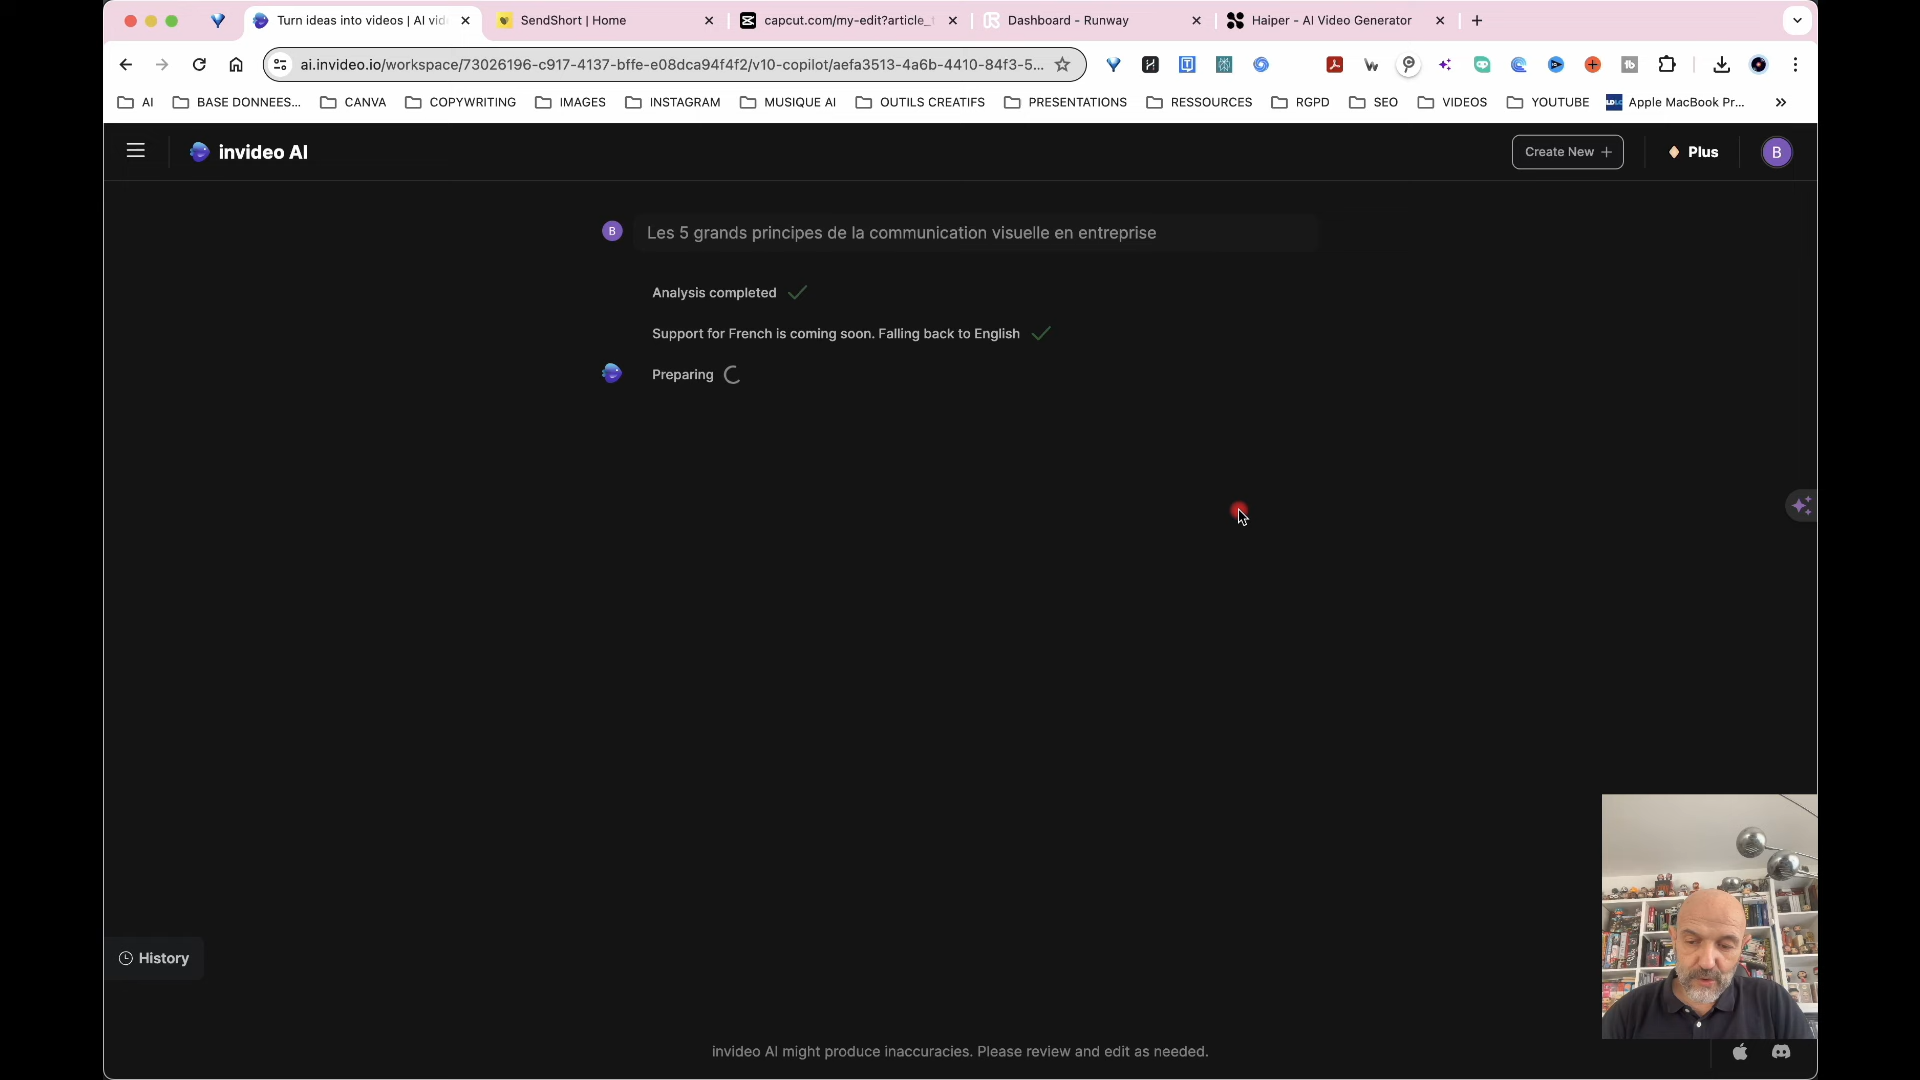 Turn ideas into videos | AI vid
SendShort | Home
capcut.com/my-edit?article_
Dashboard - Runway
Haiper - AI Video Generator
ai.invideo.io/workspace/73026196-c917-4137-bffe-e08dca94f4f2/v10-copilot/aefa3513-4a6b-4410-84f3-5...
AI
BASE DONNEES...
CANVA
COPYWRITING
IMAGES
INSTAGRAM
MUSIQUE AI
OUTILS CREATIFS
PRESENTATIONS
RESSOURCES
RGPD
SEO
VIDEOS
YOUTUBE
Apple MacBook Pr...
invideo AI
Create New +
Plus
B
B
Les 5 grands principes de la communication visuelle en entreprise
Analysis completed
Support for French is coming soon. Falling back to English
Preparing
History
invideo AI might produce inaccuracies. Please review and edit as needed.